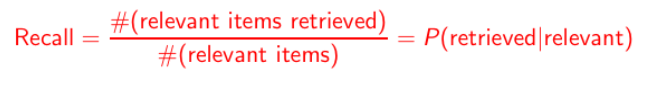 Recall = #(relevant items retrieved) / #(relevant items) = P(retrieved|relevant)